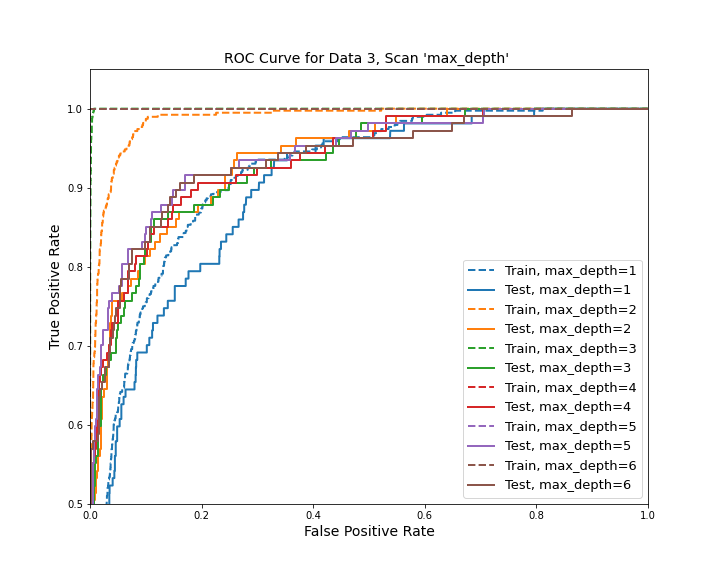 ROC Curve for Data 3, Scan 'max_depth'
True Positive Rate
1.0
0.9
0.8
0.7
0.6
0.5
Train, max_depth=1
Test, max_depth=1
Train, max_depth=2
Test, max_depth=2
Train, max_depth=3
Test, max_depth=3
Train, max_depth=4
Test, max_depth=4
Train, max_depth=5
Test, max_depth=5
Train, max_depth=6
Test, max_depth=6
0.0 0.2 0.4 0.6 0.8 1.0
False Positive Rate